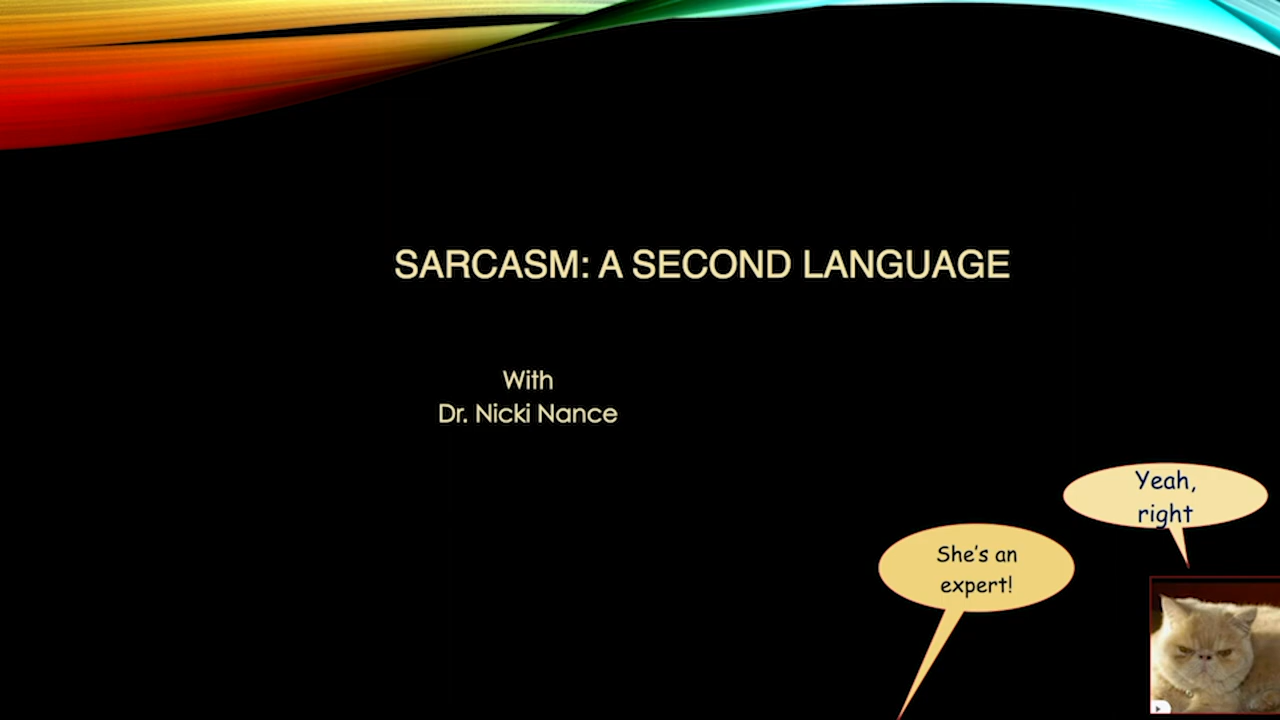 SARCASM: A SECOND LANGUAGE
With
Dr. Nicki Nance
Yeah,
right
She's an
expert!